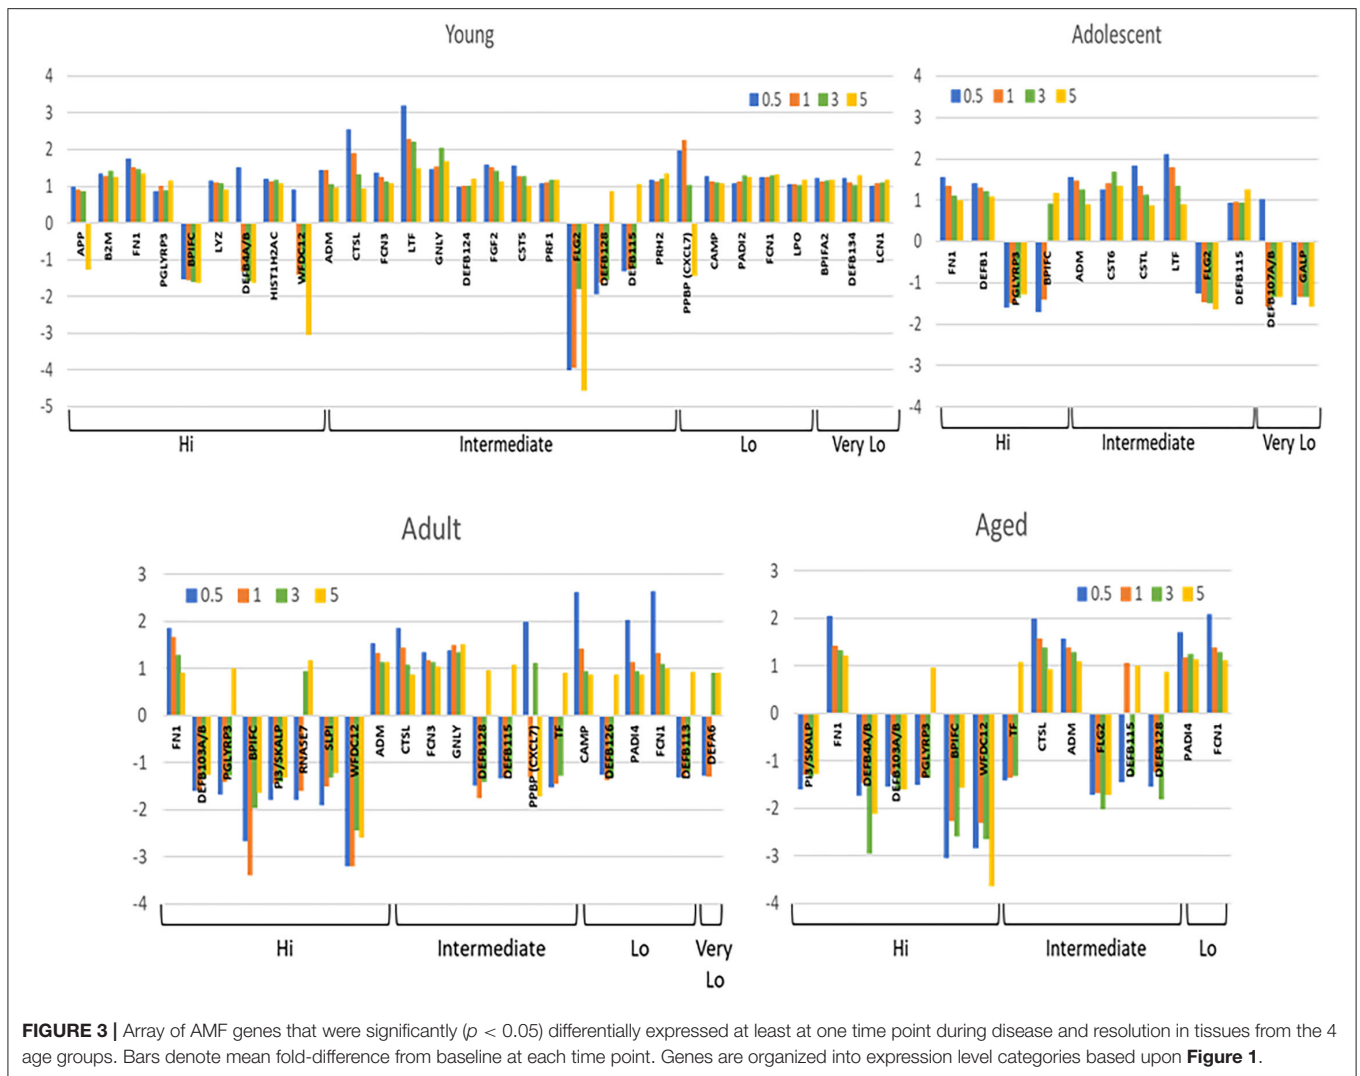 Young
4
3
2
1
0
-1
-2
-3
-4
-5
0.5 1 3 5
APP
B2M
FN1
PGLYRP3
BPIFC
LYZ
DEFB4A/B
HIST1H2AC
WFDC12
ADM
CTSL
FCN3
LTF
GNLY
DEFB124
FGF2
CST5
PRF1
FLG2
DEFB128
DEFB115
PRH2
PPBP (CXCL7)
CAMP
PADI2
FCN1
LPO
BPIFA2
DEFB134
LCN1
Hi Intermediate Lo Very Lo
Adolescent
4
3
2
1
0
-1
-2
-3
-4
0.5 1 3 5
FN1
DEFB1
PGLYRP3
BPIFC
ADM
CST6
CSTL
LTF
FLG2
DEFB115
DEFB107A/B
GALP
Hi Intermediate Very Lo
Adult
3
2
1
0
-1
-2
-3
-4
0.5 1 3 5
FN1
DEFB103A/B
PGLYRP3
BPIFC
PI3/SKALP
RNASE7
SLPI
WFDC12
ADM
CTSL
FCN3
GNLY
DEFB128
DEFB115
PPBP (CXCL7)
TF
CAMP
DEFB126
PADI4
FCN1
DEFB113
DEFA6
Hi Intermediate Lo Very
Lo
Aged
3
2
1
0
-1
-2
-3
-4
0.5 1 3 5
PI3/SKALP
FN1
DEFB4A/B
DEFB103A/B
PGLYRP3
BPIFC
WFDC12
TF
CTSL
ADM
FLG2
DEFB115
DEFB128
PADI4
FCN1
Hi Intermediate Lo
FIGURE 3 | Array of AMF genes that were significantly (p < 0.05) differentially expressed at least at one time point during disease and resolution in tissues from the 4
age groups. Bars denote mean fold-difference from baseline at each time point. Genes are organized into expression level categories based upon Figure 1.